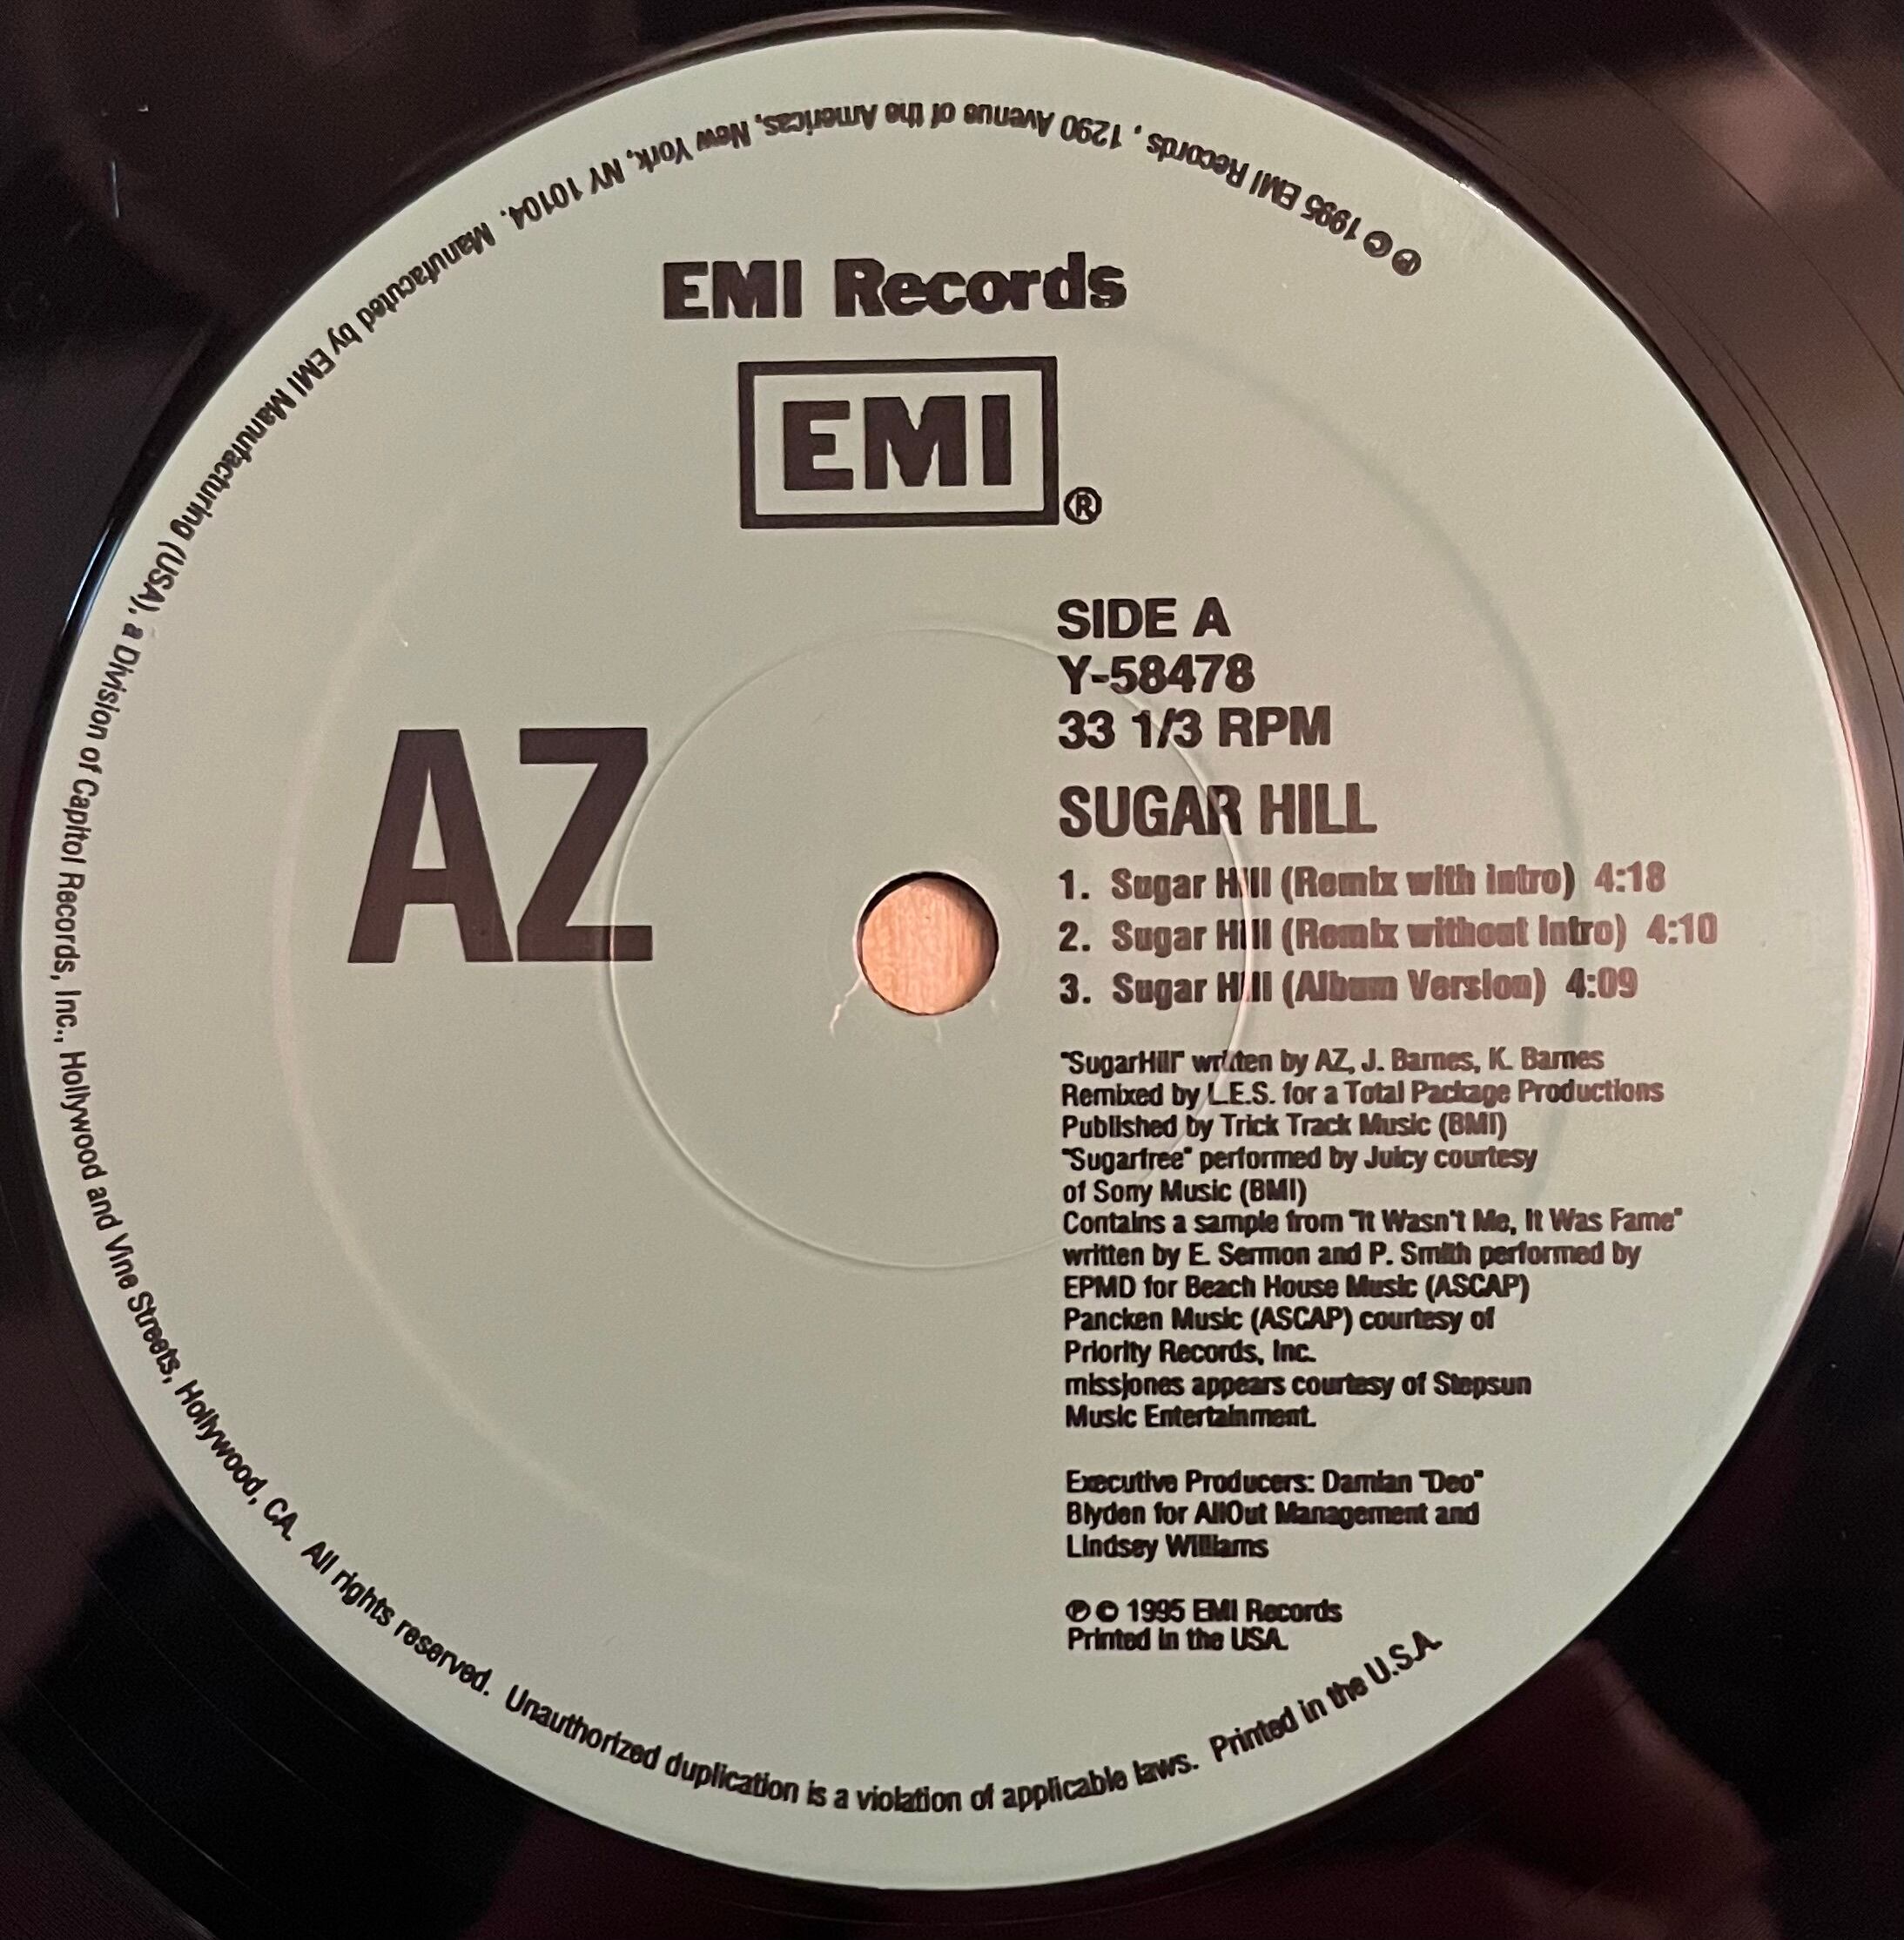 EMI Records
EMI®
AZ
SIDE A
Y-58478
33 1/3 RPM
SUGAR HILL
1. Sugar Hill (Remix with intro) 4:18
2. Sugar Hill (Remix without Intro) 4:10
3. Sugar Hill (Album Version) 4:09
"SugarHill" written by AZ, J. Barnes, K. Barnes
Remixed by L.E.S. for a Total Package Productions
Published by Trick Track Music (BMI)
"Sugarfree" performed by Juicy courtesy
of Sony Music (BMI)
Contains a sample from "It Wasn't Me, It Was Fame"
written by E. Sermon and P. Smith performed by
EPMD for Beach House Music (ASCAP)
Pancken Music (ASCAP) courtesy of
Priority Records, Inc.
missjones appears courtesy of Stepsun
Music Entertainment.
Executive Producers: Damian "Deo"
Blyden for AllOut Management and
Lindsey Williams
℗ © 1995 EMI Records
Printed in the USA.
℗ © 1995 EMI Records, 1290 Avenue of the Americas, New York, NY 10104. Manufacuted by EMI Manufacturing (USA), a Division of Capitol Records, Inc., Hollywood and Vine Streets, Hollywood, CA. All rights reserved. Unauthorized duplication is a violation of applicable laws. Printed in the U.S.A.